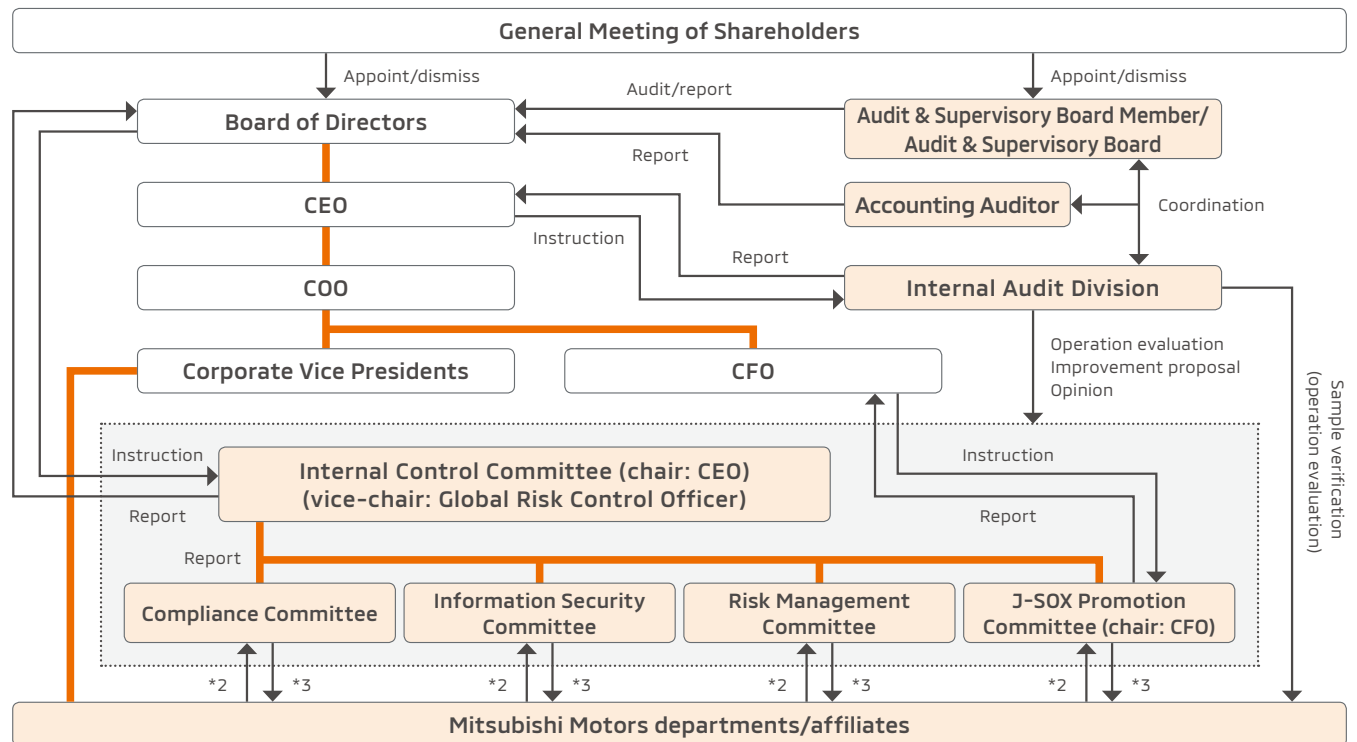 General Meeting of Shareholders
Appoint/dismiss
Appoint/dismiss
Audit/report
Board of Directors
Audit & Supervisory Board Member/
Audit & Supervisory Board
Report
CEO
Accounting Auditor
Coordination
Instruction
Report
COO
Internal Audit Division
Operation evaluation
Improvement proposal
Opinion
Corporate Vice Presidents
CFO
Sample verification
(operation evaluation)
Instruction
Internal Control Committee (chair: CEO)
(vice-chair: Global Risk Control Officer)
Instruction
Report
Report
Report
Compliance Committee
Information Security
Committee
Risk Management
Committee
J-SOX Promotion
Committee (chair: CFO)
*2
*3
*2
*3
*2
*3
*2
*3
Mitsubishi Motors departments/affiliates